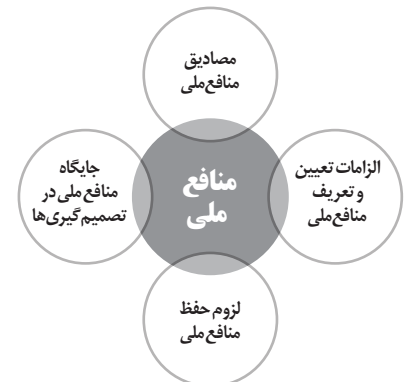 مصادیق
منافع‌ملی
الزامات تعیین
و تعریف
منافع‌ملی
منافع
ملی
جایگاه
منافع ملی در
تصمیم‌گیری‌ها
لزوم حفظ
منافع‌ملی